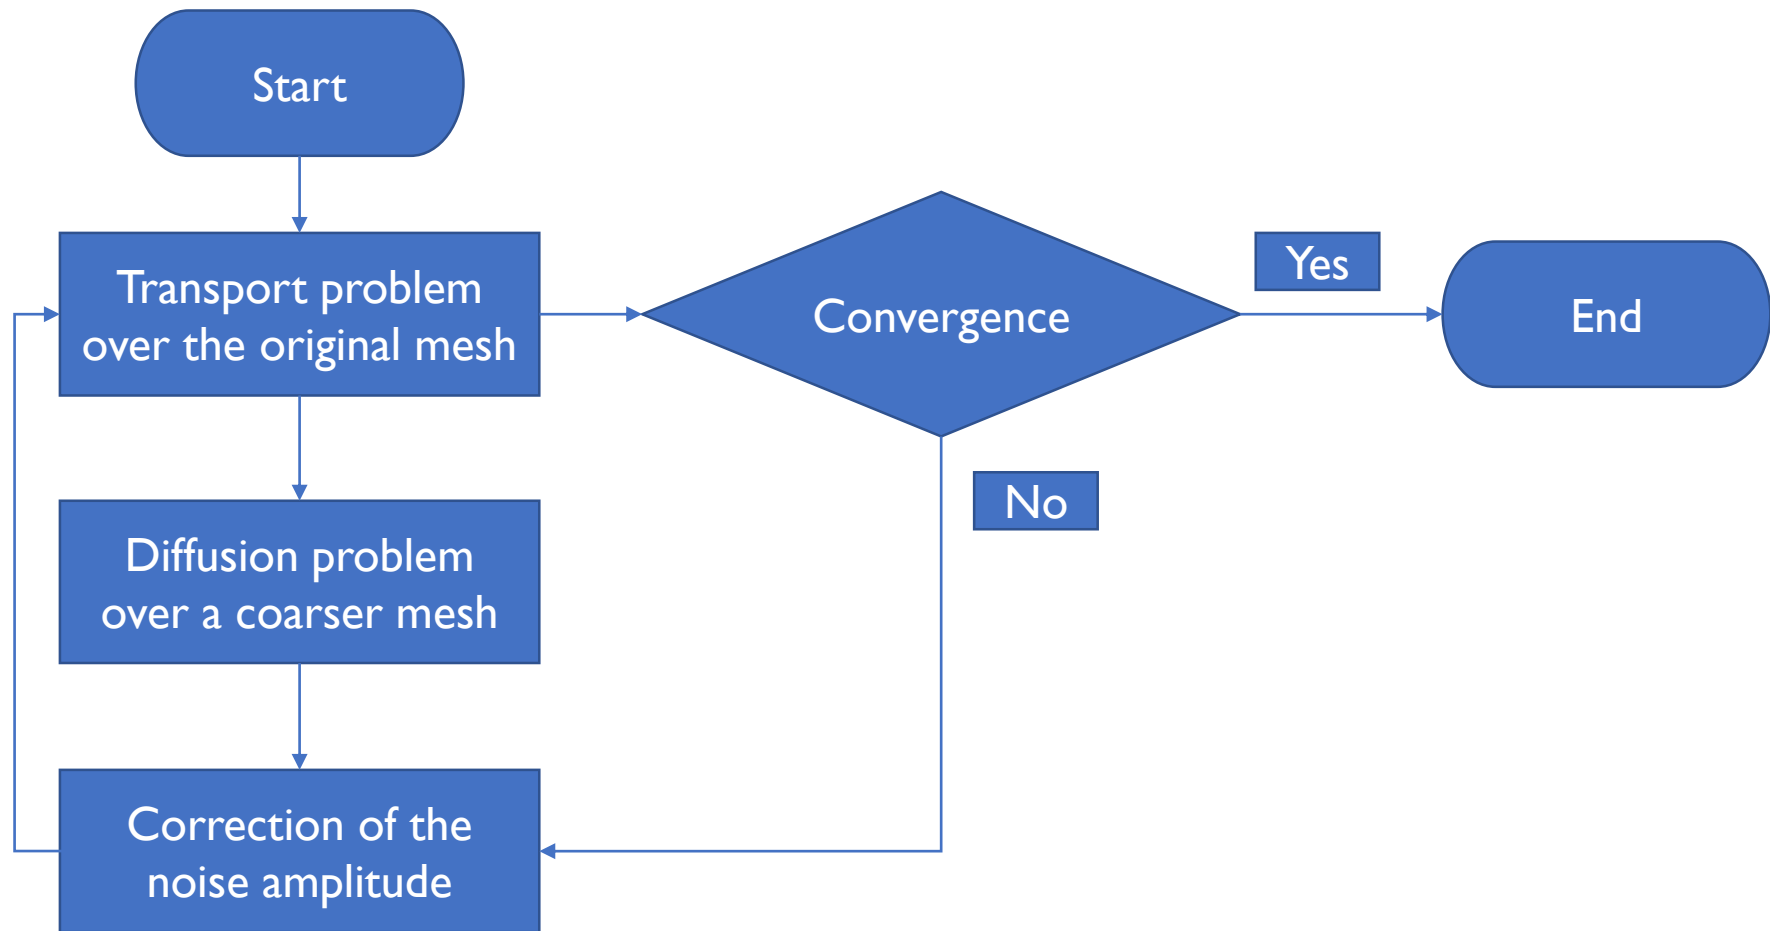 Start
Transport problem
over the original mesh
Convergence
Yes
End
No
Diffusion problem
over a coarser mesh
Correction of the
noise amplitude